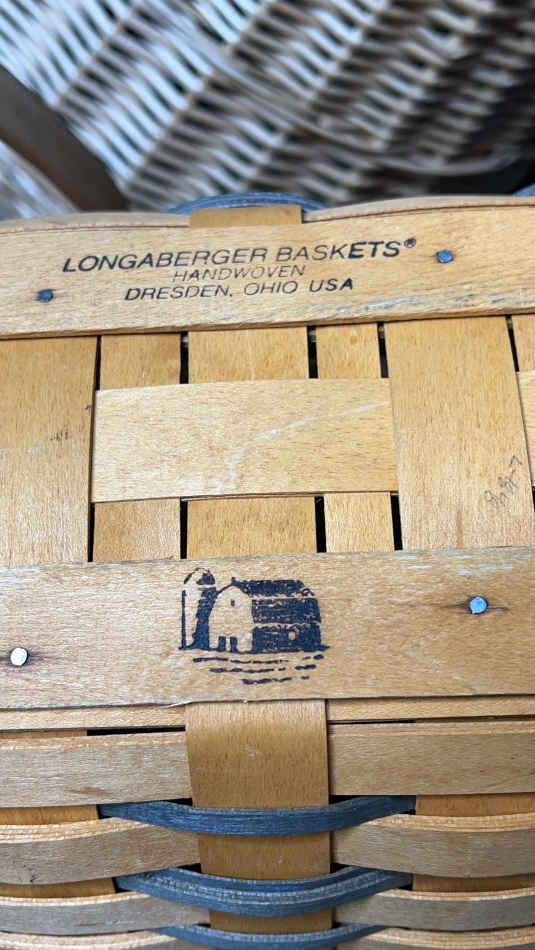 LONGABERGER BASKETS®
HANDWOVEN
DRESDEN, OHIO USA